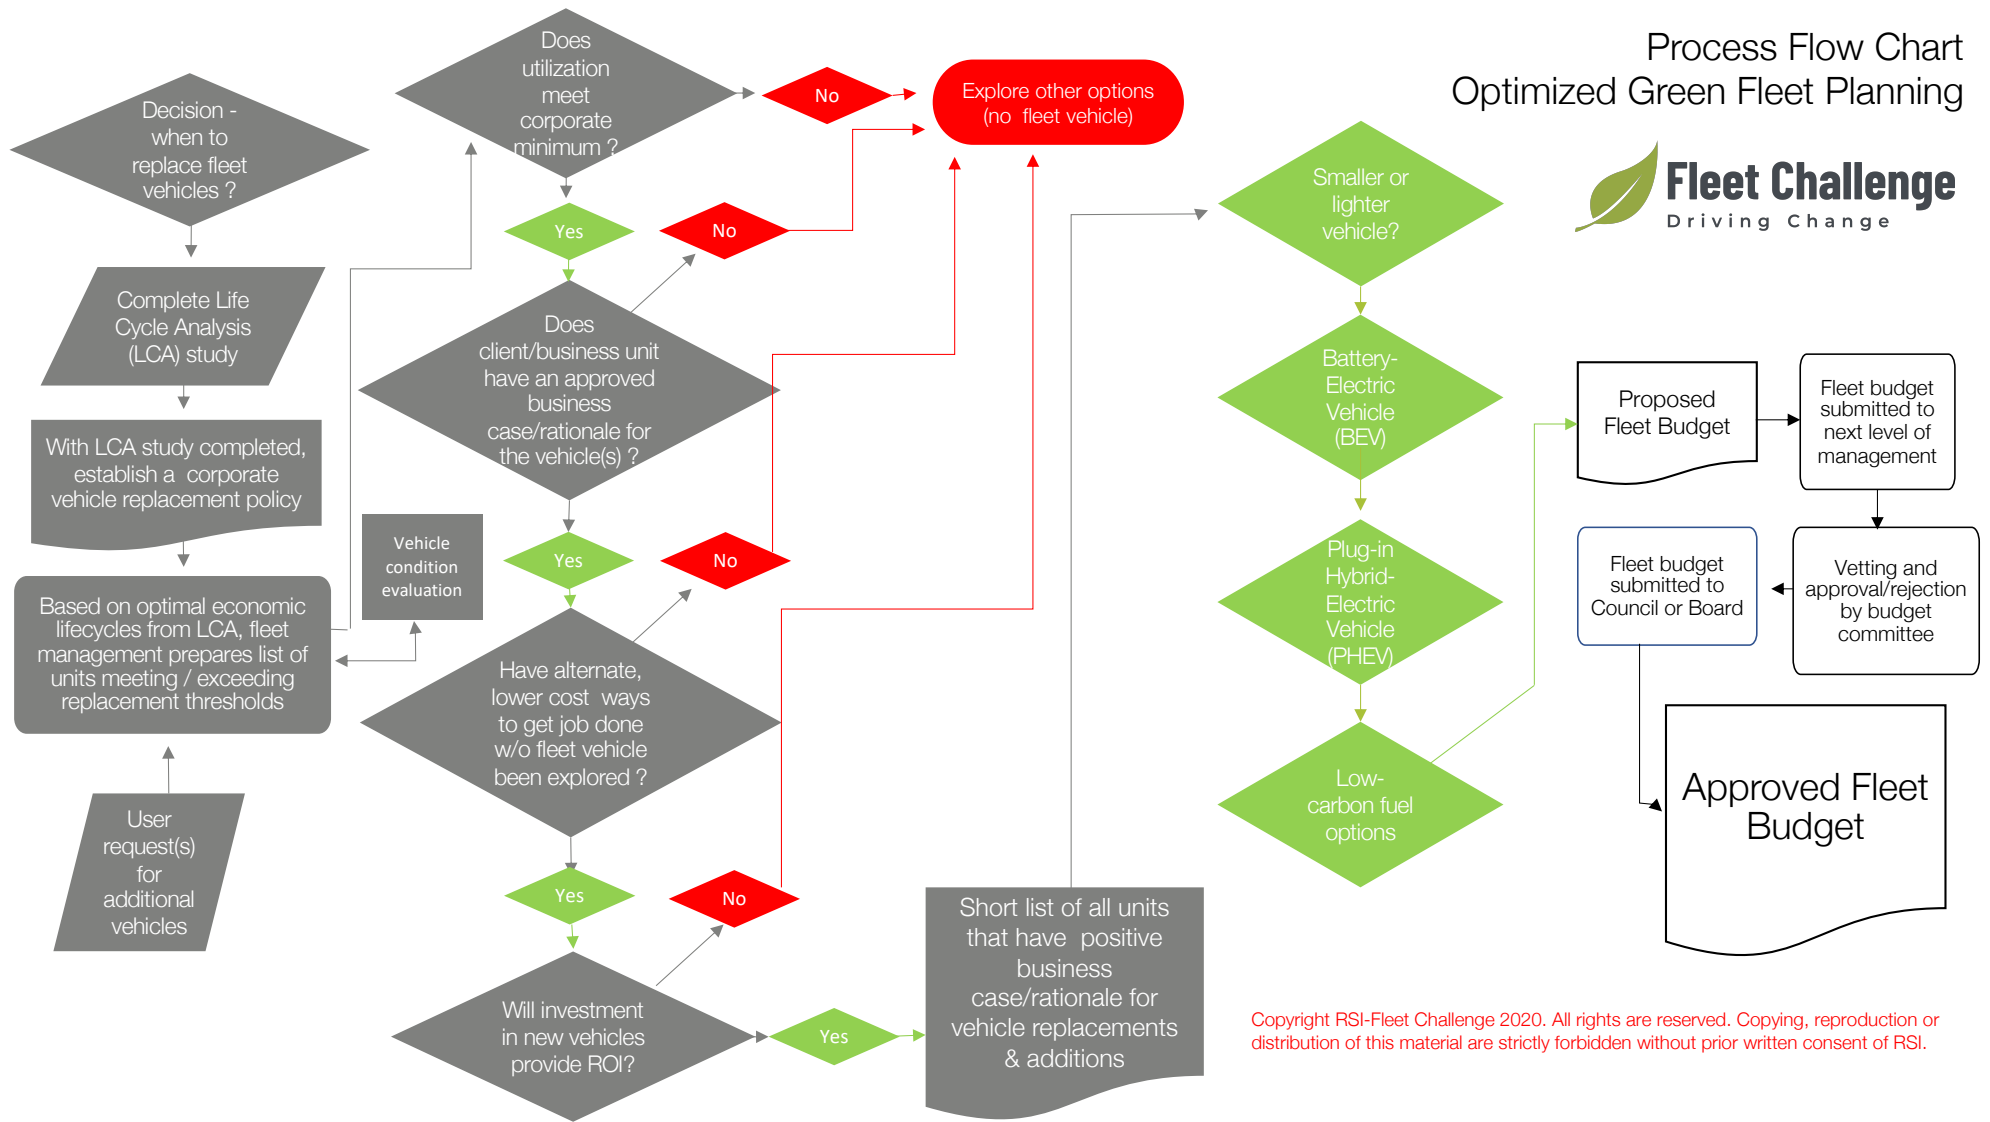 Process Flow Chart
Optimized Green Fleet Planning
Fleet Challenge
Driving Change
Decision -
when to
replace fleet
vehicles ?
Complete Life
Cycle Analysis
(LCA) study
With LCA study completed,
establish a corporate
vehicle replacement policy
Based on optimal economic
lifecycles from LCA, fleet
management prepares list of
units meeting / exceeding
replacement thresholds
User
request(s)
for
additional
vehicles
Vehicle
condition
evaluation
Does
utilization
meet
corporate
minimum ?
No
Explore other options
(no fleet vehicle)
Yes
No
Does
client/business unit
have an approved
business
case/rationale for
the vehicle(s) ?
Yes
No
Have alternate,
lower cost ways
to get job done
w/o fleet vehicle
been explored ?
Yes
No
Will investment
in new vehicles
provide ROI?
Yes
Short list of all units
that have positive
business
case/rationale for
vehicle replacements
& additions
Smaller or
lighter
vehicle?
Battery-
Electric
Vehicle
(BEV)
Plug-in
Hybrid-
Electric
Vehicle
(PHEV)
Low-
carbon fuel
options
Proposed
Fleet Budget
Fleet budget
submitted to
next level of
management
Vetting and
approval/rejection
by budget
committee
Fleet budget
submitted to
Council or Board
Approved Fleet
Budget
Copyright RSI-Fleet Challenge 2020. All rights are reserved. Copying, reproduction or
distribution of this material are strictly forbidden without prior written consent of RSI.